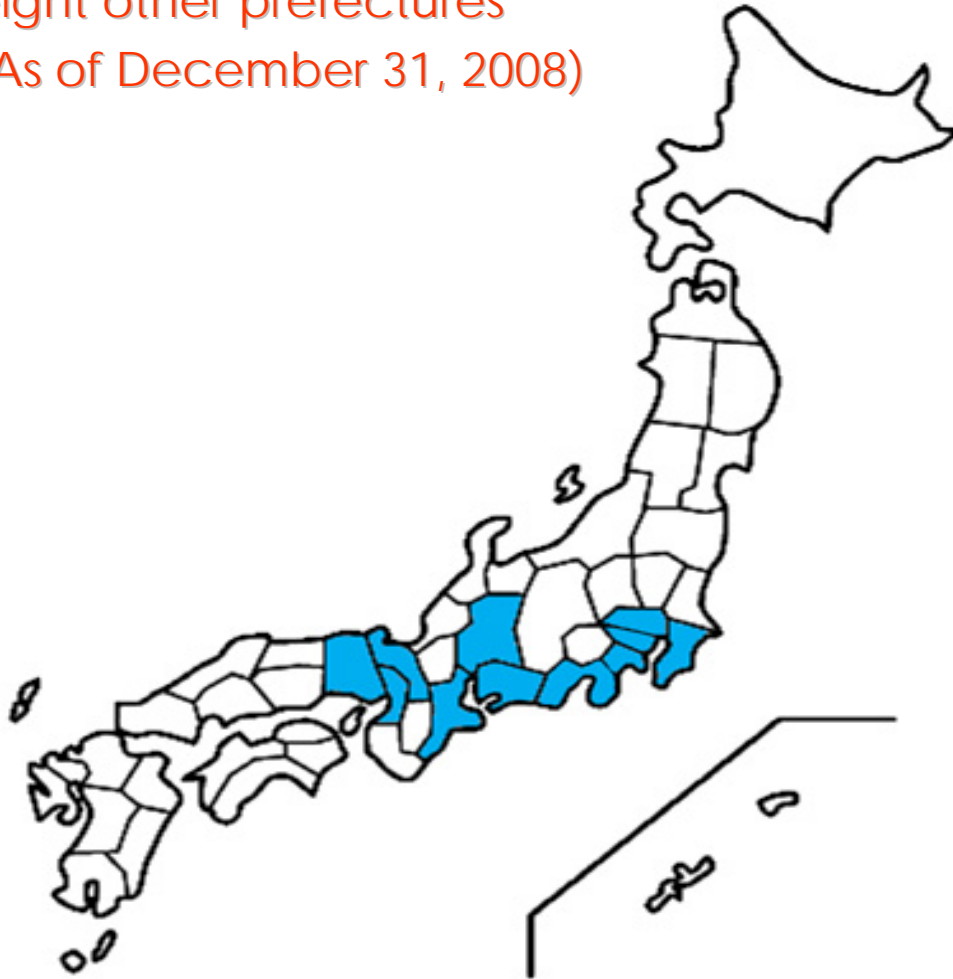 ight other prefectures
As of December 31, 2008)